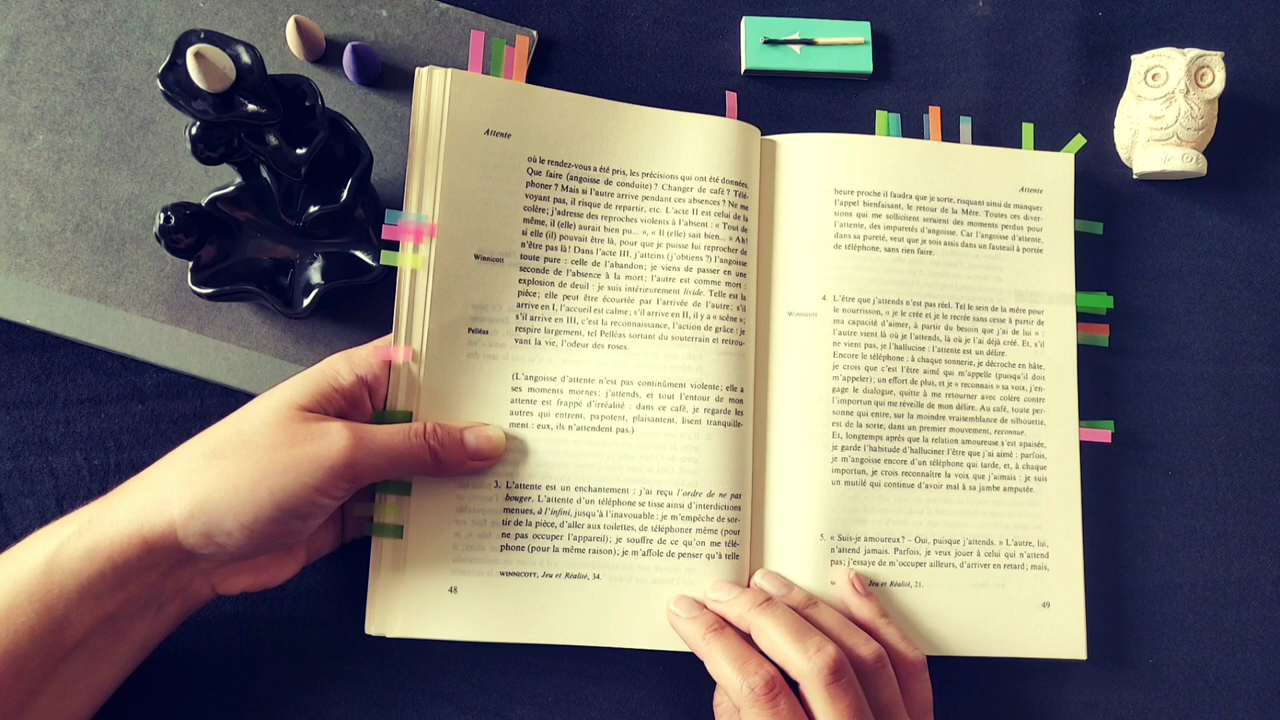 Attente
où le rendez-vous a été pris, les précisions qui ont été données.
Que faire (angoisse de conduite) ? Changer de café ? Télé-
phoner ? Mais si l'autre arrive pendant ces absences ? Ne me
voyant pas, il risque de repartir, etc. L'acte II est celui de la
colère; j'adresse des reproches violents à l'absent : « Tout de
même, il (elle) aurait bien pu... », « Il (elle) sait bien... » Ah!
si elle (il) pouvait être là, pour que je puisse lui reprocher de
n'être pas là! Dans l'acte III, j'atteins (j'obtiens ?) l'angoisse
Winnicott
toute pure : celle de l'abandon; je viens de passer en une
seconde de l'absence à la mort; l'autre est comme mort :
explosion de deuil : je suis intérieurement livide. Telle est la
pièce; elle peut être écourtée par l'arrivée de l'autre; s'il
arrive en I, l'accueil est calme; s'il arrive en II, il y a « scène »;
s'il arrive en III, c'est la reconnaissance, l'action de grâce : je
Pelléas
respire largement, tel Pelléas sortant du souterrain et retrou-
vant la vie, l'odeur des roses.
(L'angoisse d'attente n'est pas continûment violente; elle a
ses moments mornes; j'attends, et tout l'entour de mon
attente est frappé d'irréalité : dans ce café, je regarde les
autres qui entrent, papotent, plaisantent, lisent tranquille-
ment : eux, ils n'attendent pas.)
3. L'attente est un enchantement : j'ai reçu l'ordre de ne pas
bouger. L'attente d'un téléphone se tisse ainsi d'interdictions
menues, à l'infini, jusqu'à l'inavouable : je m'empêche de sor-
tir de la pièce, d'aller aux toilettes, de téléphoner même (pour
ne pas occuper l'appareil); je souffre de ce qu'on me télé-
phone (pour la même raison); je m'affole de penser qu'à telle
WINNICOTT, Jeu et Réalité, 34.
48
Attente
heure proche il faudra que je sorte, risquant ainsi de manquer
l'appel bienfaisant, le retour de la Mère. Toutes ces diver-
sions qui me sollicitent seraient des moments perdus pour
l'attente, des impuretés d'angoisse. Car l'angoisse d'attente,
dans sa pureté, veut que je sois assis dans un fauteuil à portée
de téléphone, sans rien faire.
4. L'être que j'attends n'est pas réel. Tel le sein de la mère pour
Winnicott
le nourrisson, « je le crée et je le recrée sans cesse à partir de
ma capacité d'aimer, à partir du besoin que j'ai de lui » :
l'autre vient là où je l'attends, là où je l'ai déjà créé. Et, s'il
ne vient pas, je l'hallucine : l'attente est un délire.
Encore le téléphone : à chaque sonnerie, je décroche en hâte,
je crois que c'est l'être aimé qui m'appelle (puisqu'il doit
m'appeler); un effort de plus, et je « reconnais » sa voix, j'en-
gage le dialogue, quitte à me retourner avec colère contre
l'importun qui me réveille de mon délire. Au café, toute per-
sonne qui entre, sur la moindre vraisemblance de silhouette,
est de la sorte, dans un premier mouvement, reconnue.
Et, longtemps après que la relation amoureuse s'est apaisée,
je garde l'habitude d'halluciner l'être que j'ai aimé : parfois,
je m'angoisse encore d'un téléphone qui tarde, et, à chaque
importun, je crois reconnaître la voix que j'aimais : je suis
un mutilé qui continue d'avoir mal à sa jambe amputée.
5. « Suis-je amoureux? – Oui, puisque j'attends. » L'autre, lui,
n'attend jamais. Parfois, je veux jouer à celui qui n'attend
pas; j'essaye de m'occuper ailleurs, d'arriver en retard; mais,
W Jeu et Réalité, 21.
49